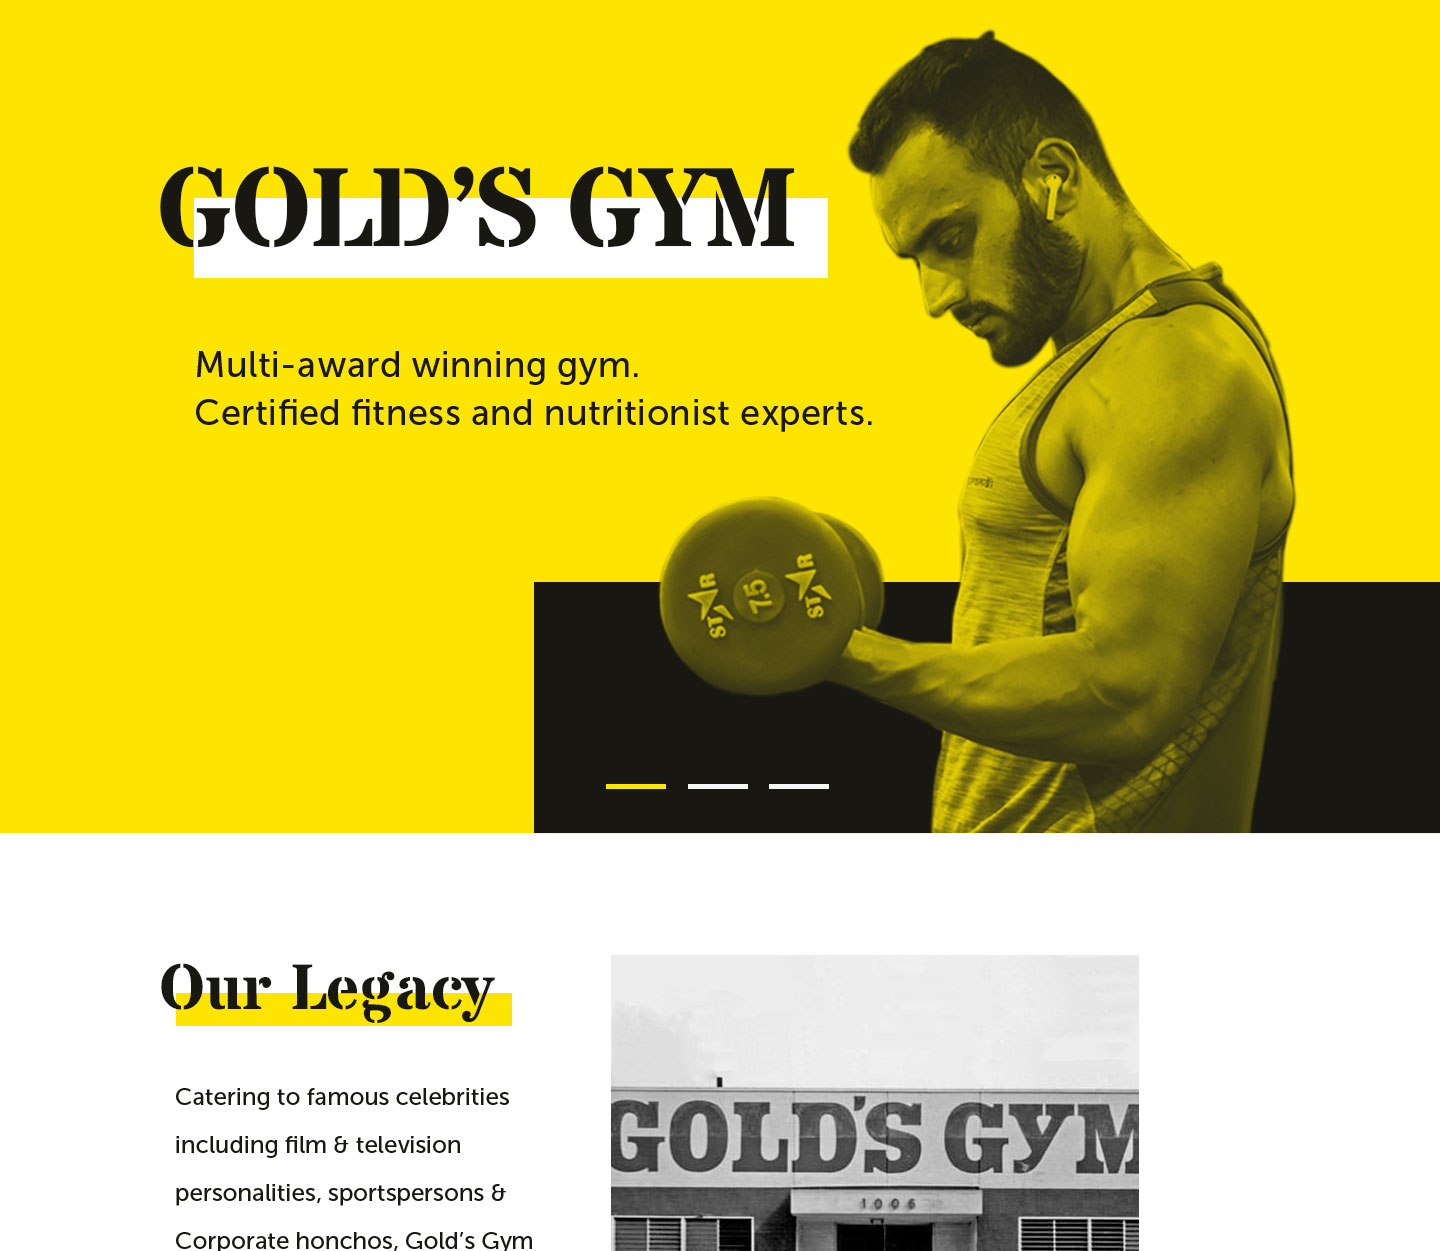 GOLD’S GYM
Multi-award winning gym.
Certified fitness and nutritionist experts.
STAR
7.5
STAR
Our Legacy
Catering to famous celebrities
including film & television
personalities, sportspersons &
Corporate honchos, Gold’s Gym
GOLD'S GYM
1006